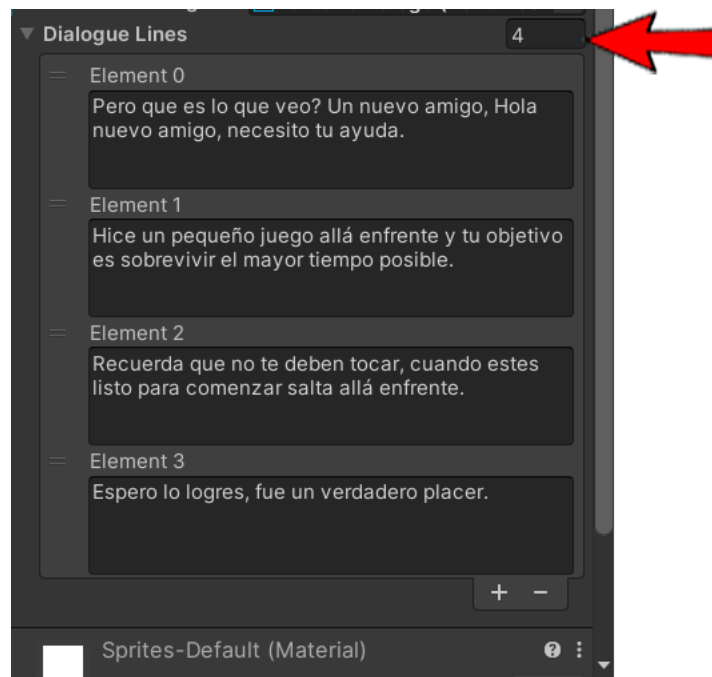 Dialogue Lines
4
Element 0
Pero que es lo que veo? Un nuevo amigo, Hola
nuevo amigo, necesito tu ayuda.
Element 1
Hice un pequeño juego allá enfrente y tu objetivo
es sobrevivir el mayor tiempo posible.
Element 2
Recuerda que no te deben tocar, cuando estes
listo para comenzar salta allá enfrente.
Element 3
Espero lo logres, fue un verdadero placer.
+ −
Sprites-Default (Material)